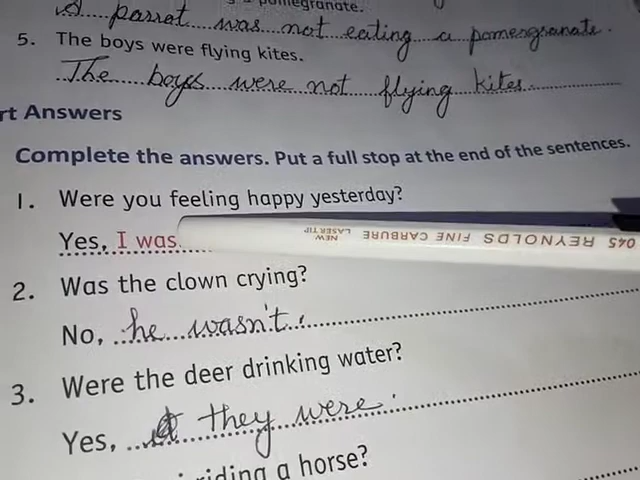 parrot was not eating a pomegranate.
5. The boys were flying kites.
The boys were not flying kites
rt Answers
Complete the answers. Put a full stop at the end of the sentences.
1. Were you feeling happy yesterday?
Yes, I was
NEW LASER TIP REYNOLDS FINE CARBURE 045
2. Was the clown crying?
No, he wasn't.
3. Were the deer drinking water?
Yes, they were.
riding a horse?